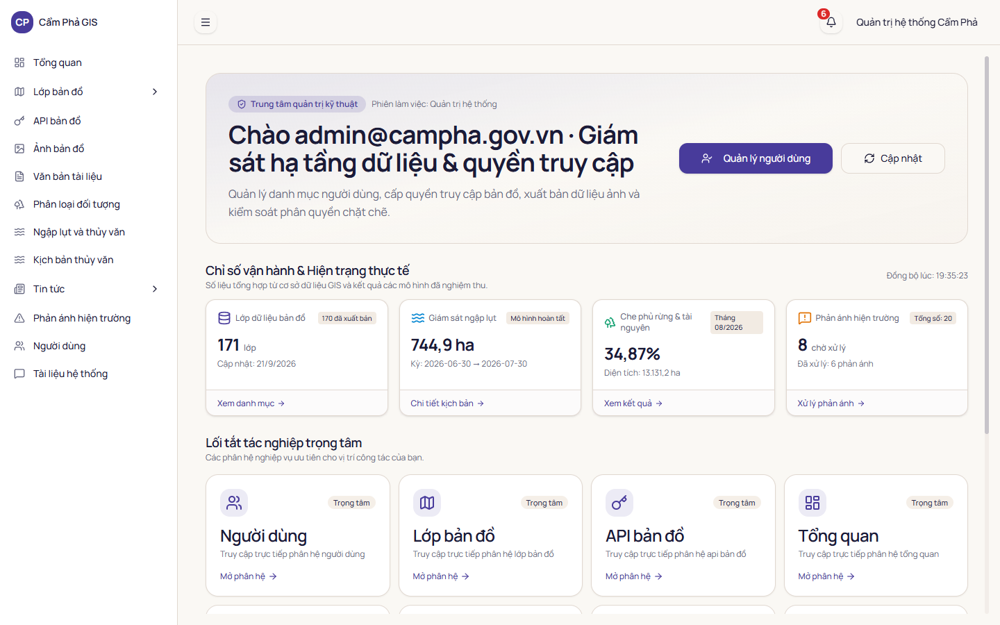 CP Cẩm Phả GIS
6
Quản trị hệ thống Cẩm Phả
Tổng quan
Lớp bản đồ
API bản đồ
Ảnh bản đồ
Văn bản tài liệu
Phân loại đối tượng
Ngập lụt và thủy văn
Kịch bản thủy văn
Tin tức
Phản ánh hiện trường
Người dùng
Tài liệu hệ thống
Trung tâm quản trị kỹ thuật Phiên làm việc: Quản trị hệ thống
Chào admin@campha.gov.vn · Giám
sát hạ tầng dữ liệu & quyền truy cập
Quản lý danh mục người dùng, cấp quyền truy cập bản đồ, xuất bản dữ liệu ảnh và
kiểm soát phân quyền chặt chẽ.
Quản lý người dùng
Cập nhật
Chỉ số vận hành & Hiện trạng thực tế
Số liệu tổng hợp từ cơ sở dữ liệu GIS và kết quả các mô hình đã nghiệm thu.
Đồng bộ lúc: 19:35:23
Lớp dữ liệu bản đồ
170 đã xuất bản
171 lớp
Cập nhật: 21/9/2026
Xem danh mục →
Giám sát ngập lụt
Mô hình hoàn tất
744,9 ha
Kỳ: 2026-06-30 → 2026-07-30
Chi tiết kịch bản →
Che phủ rừng & tài
nguyên
Tháng
08/2026
34,87%
Diện tích: 13.131,2 ha
Xem kết quả →
Phản ánh hiện trường
Tổng số: 20
8 chờ xử lý
Đã xử lý: 6 phản ánh
Xử lý phản ánh →
Lối tắt tác nghiệp trọng tâm
Các phân hệ nghiệp vụ ưu tiên cho vị trí công tác của bạn.
Trọng tâm
Người dùng
Truy cập trực tiếp phân hệ người dùng
Mở phân hệ →
Trọng tâm
Lớp bản đồ
Truy cập trực tiếp phân hệ lớp bản đồ
Mở phân hệ →
Trọng tâm
API bản đồ
Truy cập trực tiếp phân hệ api bản đồ
Mở phân hệ →
Trọng tâm
Tổng quan
Truy cập trực tiếp phân hệ tổng quan
Mở phân hệ →